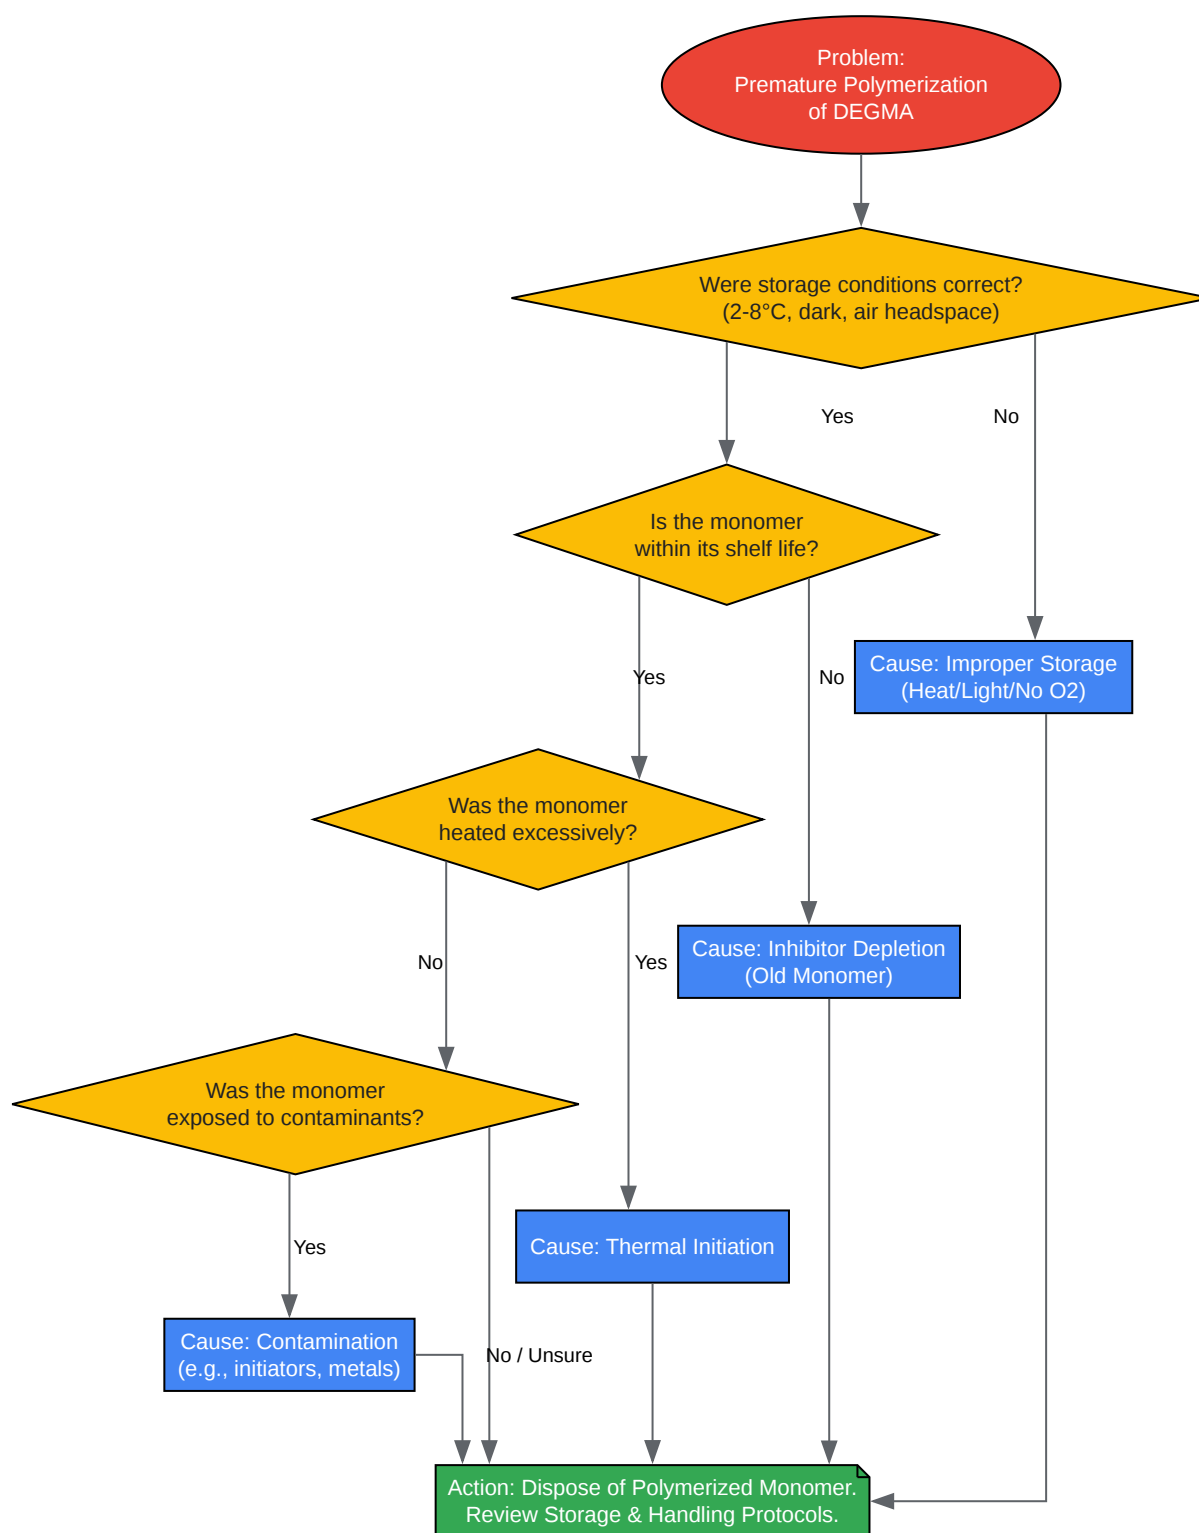 Problem:
Premature Polymerization
of DEGMA
Were storage conditions correct?
(2-8°C, dark, air headspace)
Yes
No
Is the monomer
within its shelf life?
Yes
No
Cause: Improper Storage
(Heat/Light/No O2)
Was the monomer
heated excessively?
No
Yes
Cause: Inhibitor Depletion
(Old Monomer)
Was the monomer
exposed to contaminants?
Yes
Cause: Thermal Initiation
Cause: Contamination
(e.g., initiators, metals)
No / Unsure
Action: Dispose of Polymerized Monomer.
Review Storage & Handling Protocols.